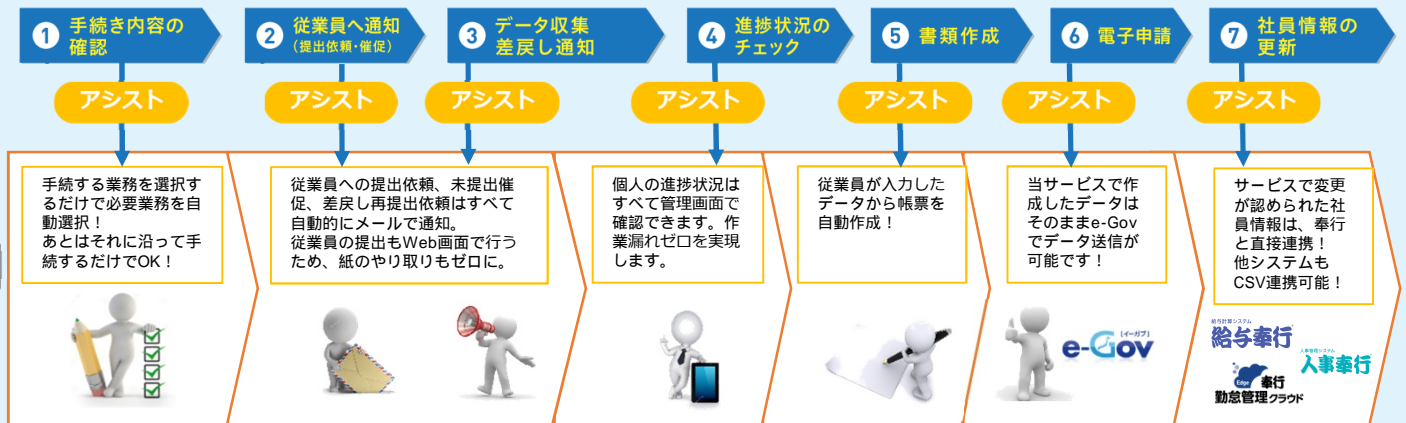 1 手続き内容の
確認
2 従業員へ通知
(提出依頼・催促)
3 データ収集
差戻し通知
4 進捗状況の
チェック
5 書類作成
6 電子申請
7 社員情報の
更新
アシスト
アシスト
アシスト
アシスト
アシスト
アシスト
アシスト
手続する業務を選択す
るだけで必要業務を自
動選択！
あとはそれに沿って手
続するだけでOK！
従業員への提出依頼、未提出催
促、差戻し再提出依頼はすべて
自動的にメールで通知。
従業員の提出もWeb画面で行う
ため、紙のやり取りもゼロに。
個人の進捗状況は
すべて管理画面で
確認できます。作
業漏れゼロを実現
します。
従業員が入力した
データから帳票を
自動作成！
当サービスで作
成したデータは
そのままe-Gov
でデータ送信が
可能です！
サービスで変更
が認められた社
員情報は、奉行
と直接連携！
他システムも
CSV連携可能！
[イーガブ]
e-Gov
給与計算システム
給与奉行
人事管理システム
人事奉行
Edge 奉行
勤怠管理クラウド